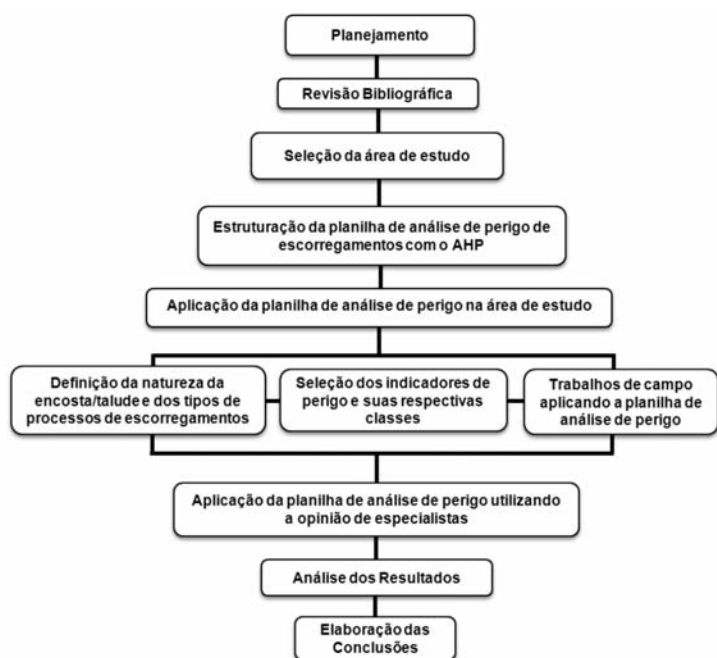 Planejamento
Revisão Bibliográfica
Seleção da área de estudo
Estruturação da planilha de análise de perigo de
escorregamentos com o AHP
Aplicação da planilha de análise de perigo na área de estudo
Definição da natureza da
encosta/talude e dos tipos de
processos de escorregamentos
Seleção dos indicadores de
perigo e suas respectivas
classes
Trabalhos de campo
aplicando a planilha de
análise de perigo
Aplicação da planilha de análise de perigo utilizando
a opinião de especialistas
Análise dos Resultados
Elaboração das
Conclusões